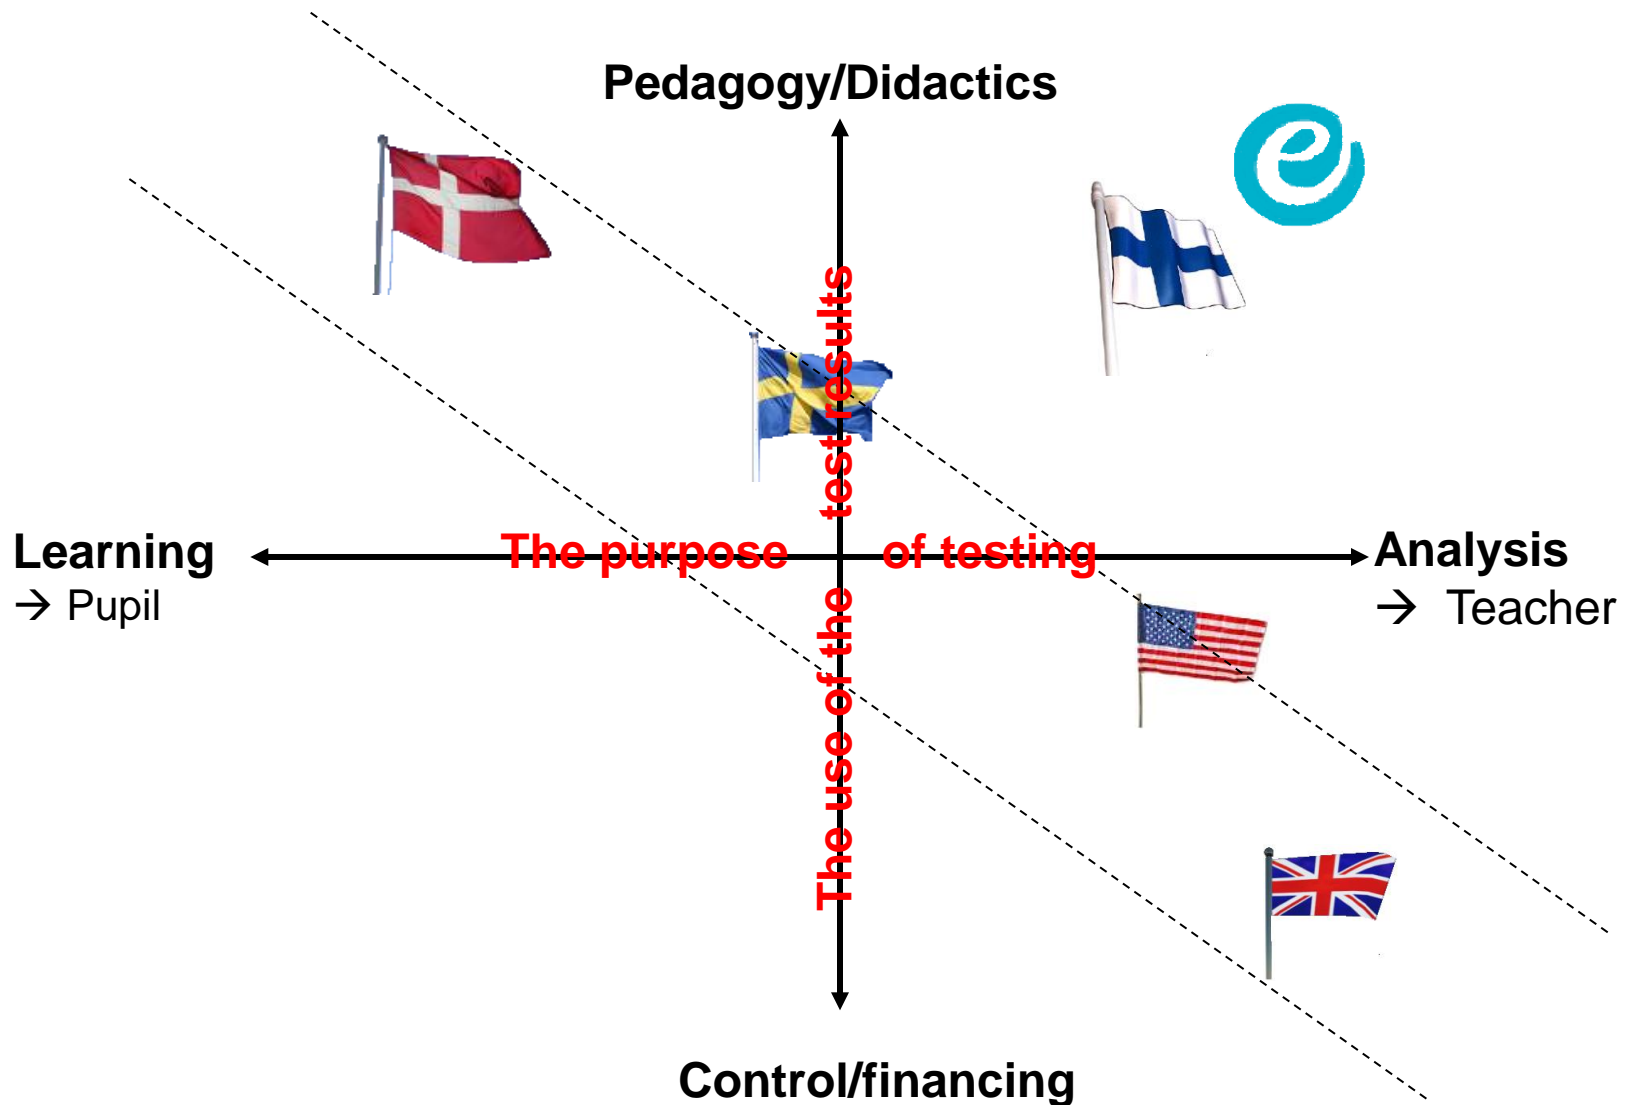 Pedagogy/Didactics
The use of the test results
Learning
→ Pupil
The purpose of testing
Analysis
→ Teacher
Control/financing
e